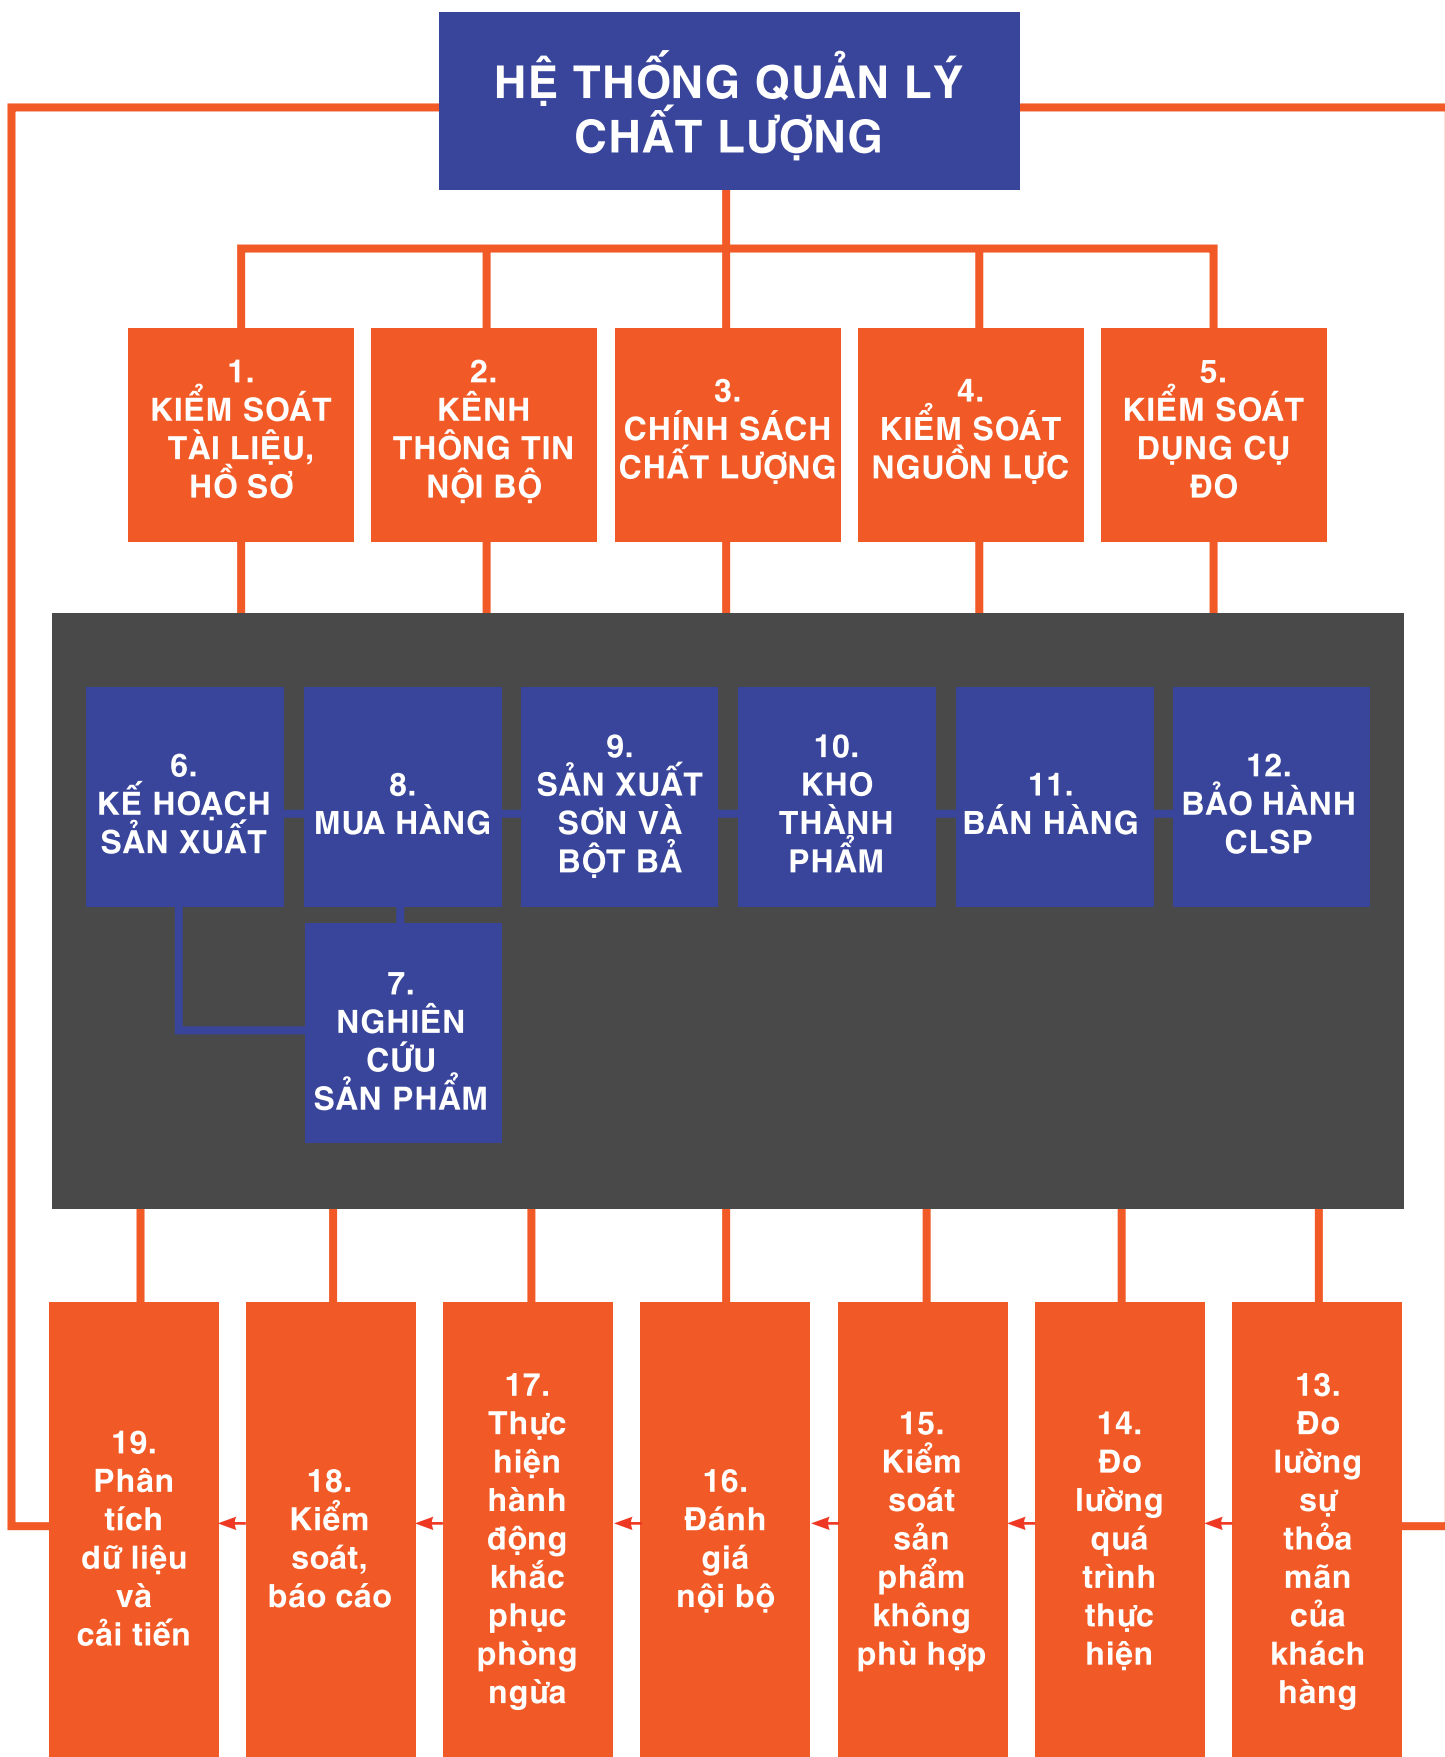 HỆ THỐNG QUẢN LÝ
CHẤT LƯỢNG
1.
KIỂM SOÁT
TÀI LIỆU,
HỒ SƠ
2.
KÊNH
THÔNG TIN
NỘI BỘ
3.
CHÍNH SÁCH
CHẤT LƯỢNG
4.
KIỂM SOÁT
NGUỒN LỰC
5.
KIỂM SOÁT
DỤNG CỤ
ĐO
6.
KẾ HOẠCH
SẢN XUẤT
8.
MUA HÀNG
9.
SẢN XUẤT
SƠN VÀ
BỘT BẢ
10.
KHO
THÀNH
PHẨM
11.
BÁN HÀNG
12.
BẢO HÀNH
CLSP
7.
NGHIÊN
CỨU
SẢN PHẨM
19.
Phân
tích
dữ liệu
và
cải tiến
18.
Kiểm
soát,
báo cáo
17.
Thực
hiện
hành
động
khắc
phục
phòng
ngừa
16.
Đánh
giá
nội bộ
15.
Kiểm
soát
sản
phẩm
không
phù hợp
14.
Đo
lường
quá
trình
thực
hiện
13.
Đo
lường
sự
thỏa
mãn
của
khách
hàng